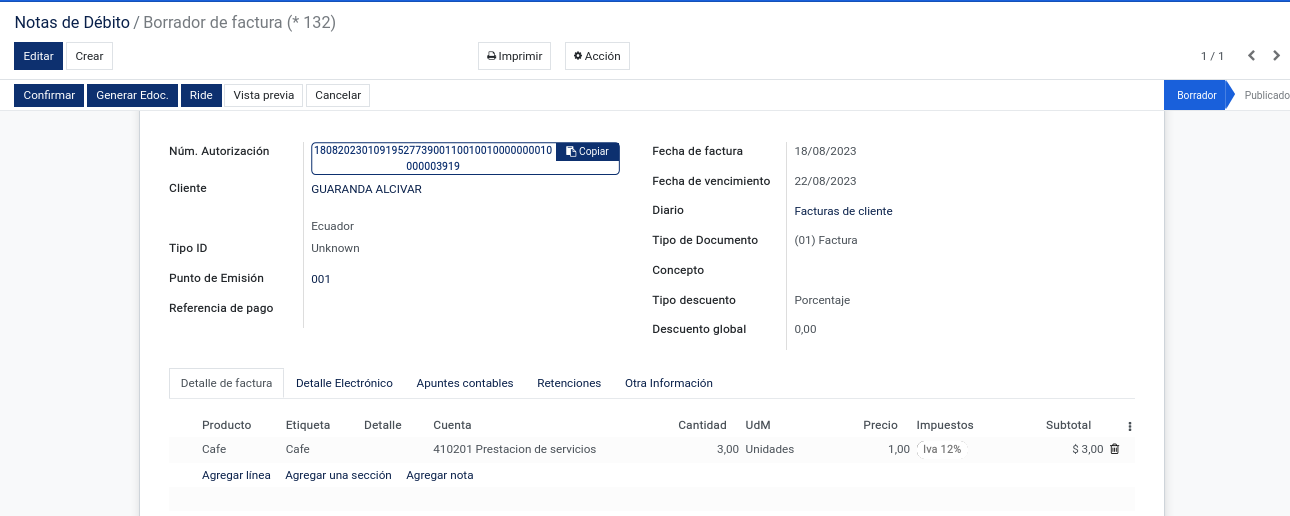 Notas de Débito / Borrador de factura (* 132)
Editar Crear Imprimir Acción 1 / 1
Confirmar Generar Edoc. Ride Vista previa Cancelar Borrador Publicado
Núm. Autorización 1808202301091952773900110010010000000010 Copiar
000003919
Fecha de factura 18/08/2023
Fecha de vencimiento 22/08/2023
Cliente GUARANDA ALCIVAR
Diario Facturas de cliente
Ecuador
Tipo de Documento (01) Factura
Tipo ID Unknown
Concepto
Punto de Emisión 001
Tipo descuento Porcentaje
Referencia de pago
Descuento global 0,00
Detalle de factura Detalle Electrónico Apuntes contables Retenciones Otra Información
Producto Etiqueta Detalle Cuenta Cantidad UdM Precio Impuestos Subtotal
Cafe Cafe 410201 Prestacion de servicios 3,00 Unidades 1,00 Iva 12% $ 3,00
Agregar línea Agregar una sección Agregar nota